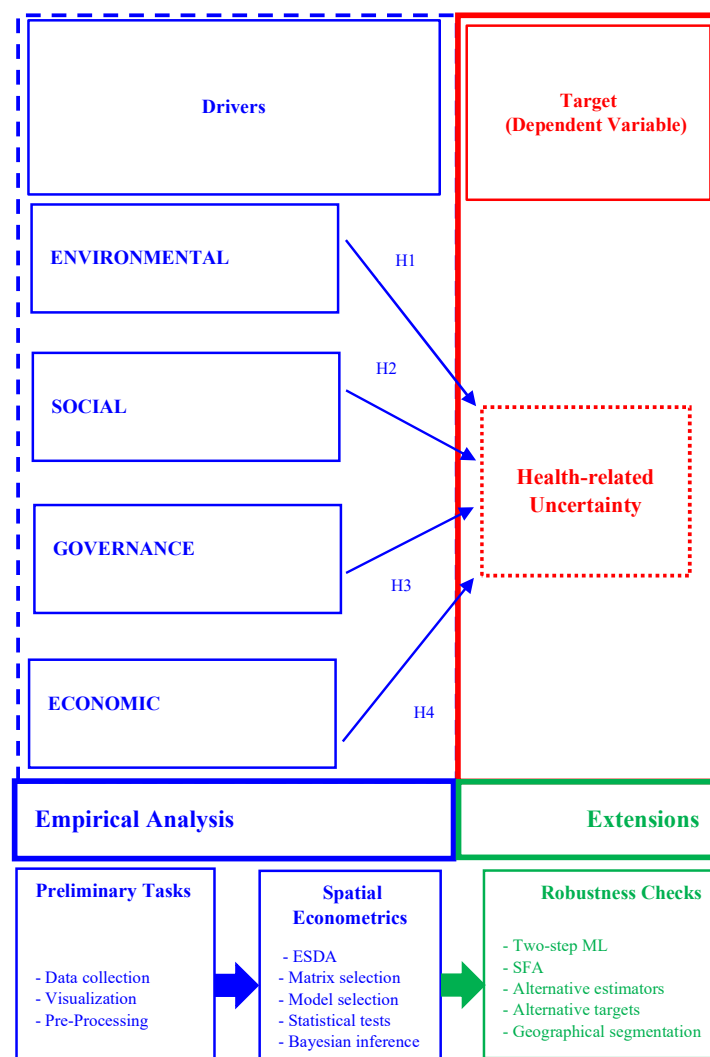 Drivers
Target
(Dependent Variable)
ENVIRONMENTAL
H1
H2
SOCIAL
Health-related
Uncertainty
GOVERNANCE
H3
ECONOMIC
H4
Empirical Analysis
Extensions
Preliminary Tasks
- Data collection
- Visualization
- Pre-Processing
Spatial
Econometrics
- ESDA
- Matrix selection
- Model selection
- Statistical tests
- Bayesian inference
Robustness Checks
- Two-step ML
- SFA
- Alternative estimators
- Alternative targets
- Geographical segmentation